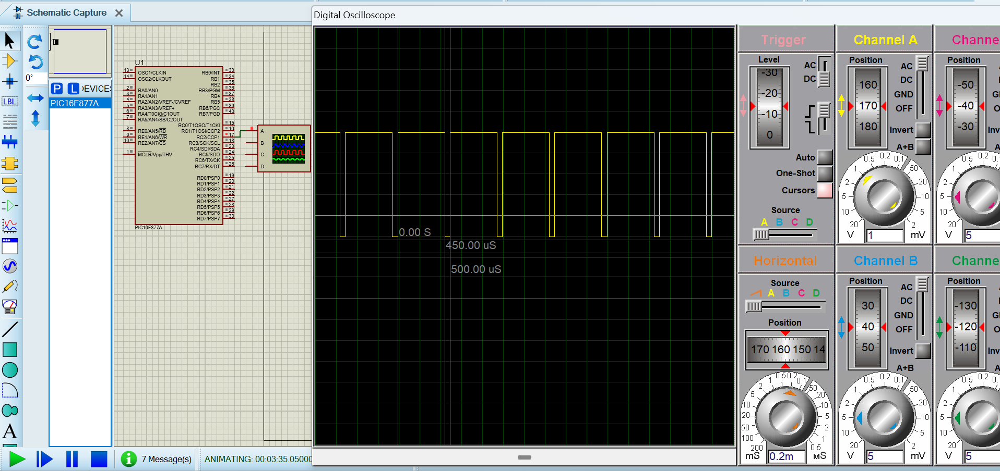 Schematic Capture
Digital Oscilloscope
0°
LBL
P L DEVICES
PIC16F877A
A
U1
13 OSC1/CLKIN
14 OSC2/CLKOUT
2 RA0/AN0
3 RA1/AN1
4 RA2/AN2/VREF-/CVREF
5 RA3/AN3/VREF+
6 RA4/T0CKI/C1OUT
7 RA5/AN4/SS/C2OUT
8 RE0/AN5/RD
9 RE1/AN6/WR
10 RE2/AN7/CS
1 MCLR/Vpp/THV
RB0/INT 33
RB1 34
RB2 35
RB3/PGM 36
RB4 37
RB5 38
RB6/PGC 39
RB7/PGD 40
RC0/T1OSO/T1CKI 15
RC1/T1OSI/CCP2 16
RC2/CCP1 17
RC3/SCK/SCL 18
RC4/SDI/SDA 23
RC5/SDO 24
RC6/TX/CK 25
RC7/RX/DT 26
RD0/PSP0 19
RD1/PSP1 20
RD2/PSP2 21
RD3/PSP3 22
RD4/PSP4 27
RD5/PSP5 28
RD6/PSP6 29
RD7/PSP7 30
PIC16F877A
A
B
C
D
0.00 S
450.00 uS
500.00 uS
Trigger
Level
-30
-20
-10
0
AC
DC
Auto
One-Shot
Cursors
Source
A B C D
Channel A
Position
160
170
180
AC
DC
GND
OFF
Invert
A+B
20 10 5 2 1 0.5 0.2 0.1 50 20 10 5 2
V 1 mV
Channe
Position
-50
-40
-30
20 10 5 2 1 0.5 0.2
V 5
Horizontal
Source
A B C D
Position
170 160 150 14
200 100 50 20 10 5 2 1 0.5 0.2 0.1 50 20 10 5 2 1 0.5
mS 0.2m µS
Channel B
Position
30
40
50
AC
DC
GND
OFF
Invert
A+B
20 10 5 2 1 0.5 0.2 0.1 50 20 10 5 2
V 5 mV
Channe
Position
-130
-120
-110
20 10 5 2 1 0.5 0.2
V 5
7 Message(s)
ANIMATING: 00:03:35.05000